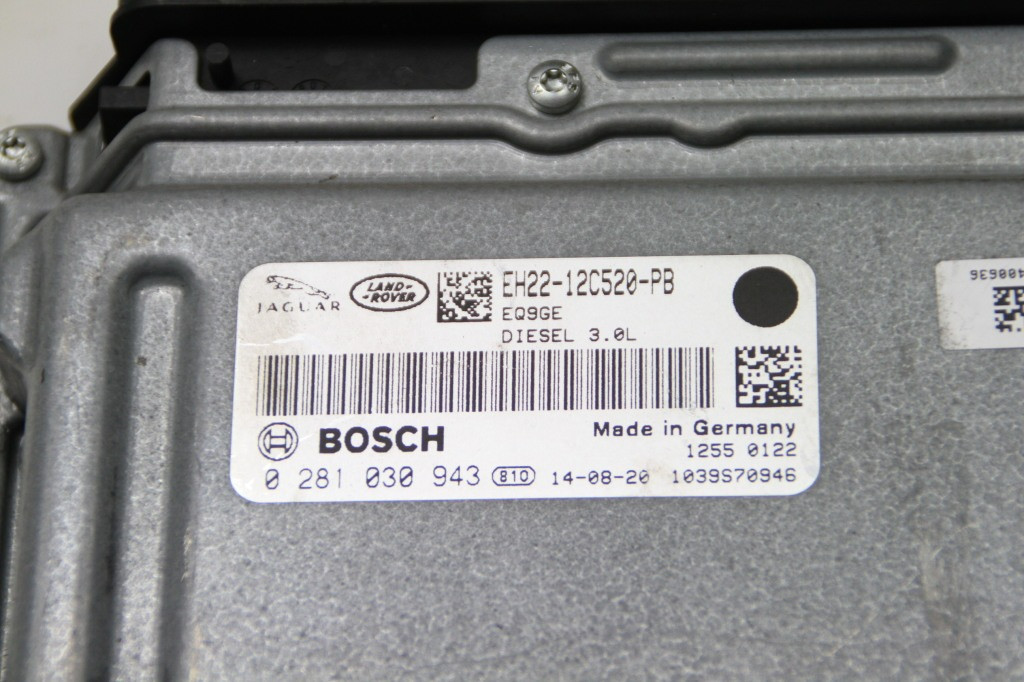 JAGUAR
LAND-
-ROVER
EH22-12C520-PB
EQ9GE
DIESEL 3.0L
BOSCH
Made in Germany
1255 0122
0 281 030 943 810 14-08-20 1039S70946